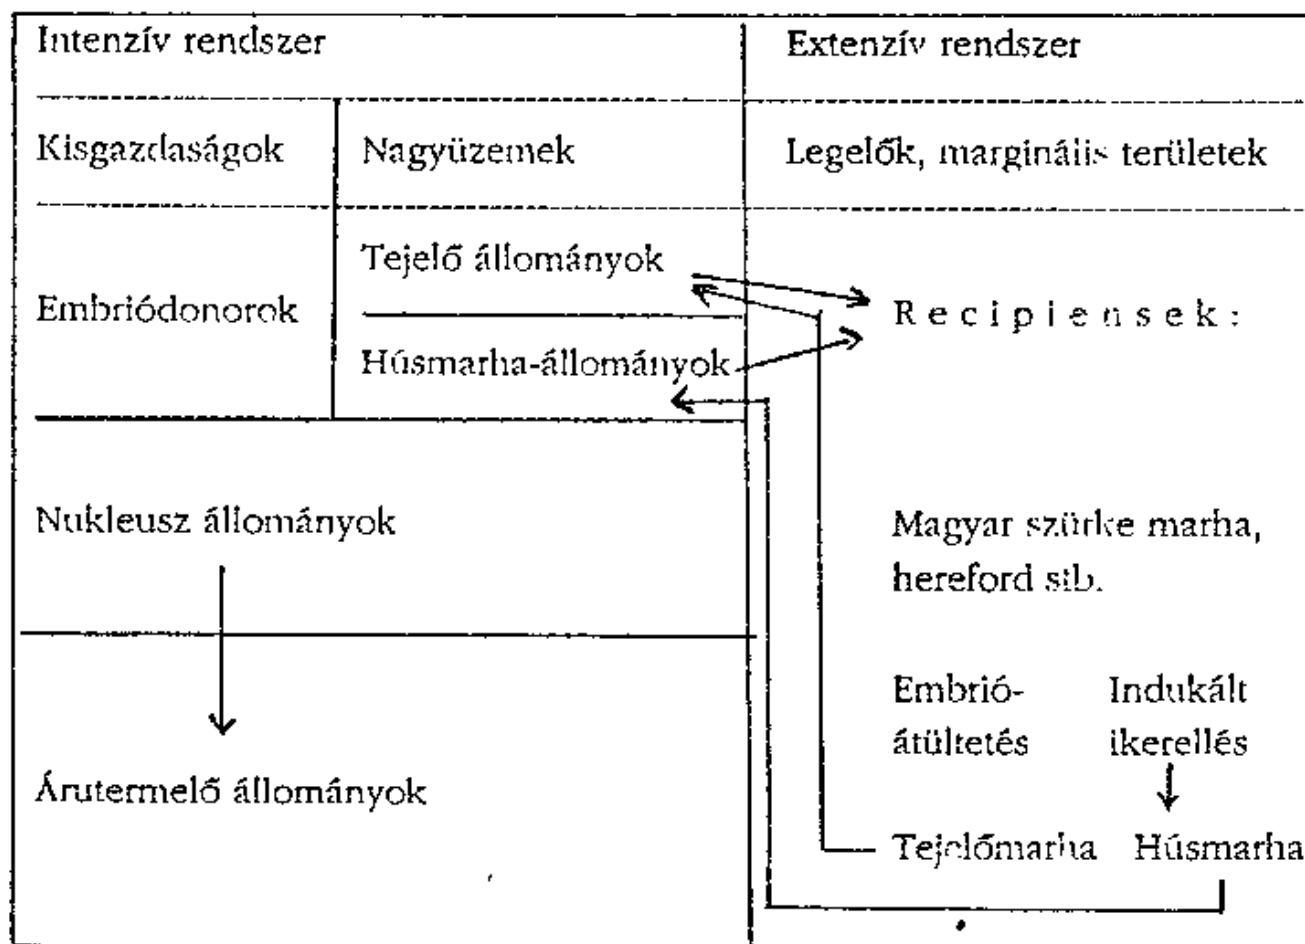 Intenzív rendszer
Extenzív rendszer
Kisgazdaságok
Nagyüzemek
Legelők, marginális területek
Embriódonorok
Tejelő állományok
Húsmarha-állományok
Recipiensek:
Nukleusz állományok
Magyar szürke marha,
hereford stb.
Embrió-
átültetés
Indukált
ikerellés
Árutermelő állományok
Tejelőmarha
Húsmarha